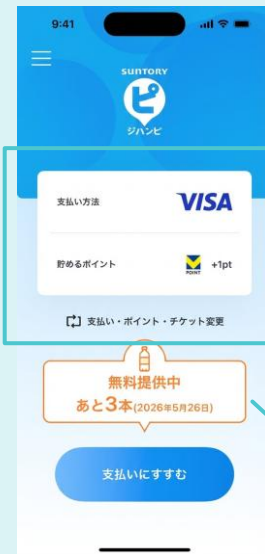 9:41
SUNTORY
ピ
ジハンピ
支払い方法 VISA
貯めるポイント V POINT +1pt
支払い・ポイント・チケット変更
無料提供中
あと3本(2026年5月26日)
支払いにすすむ